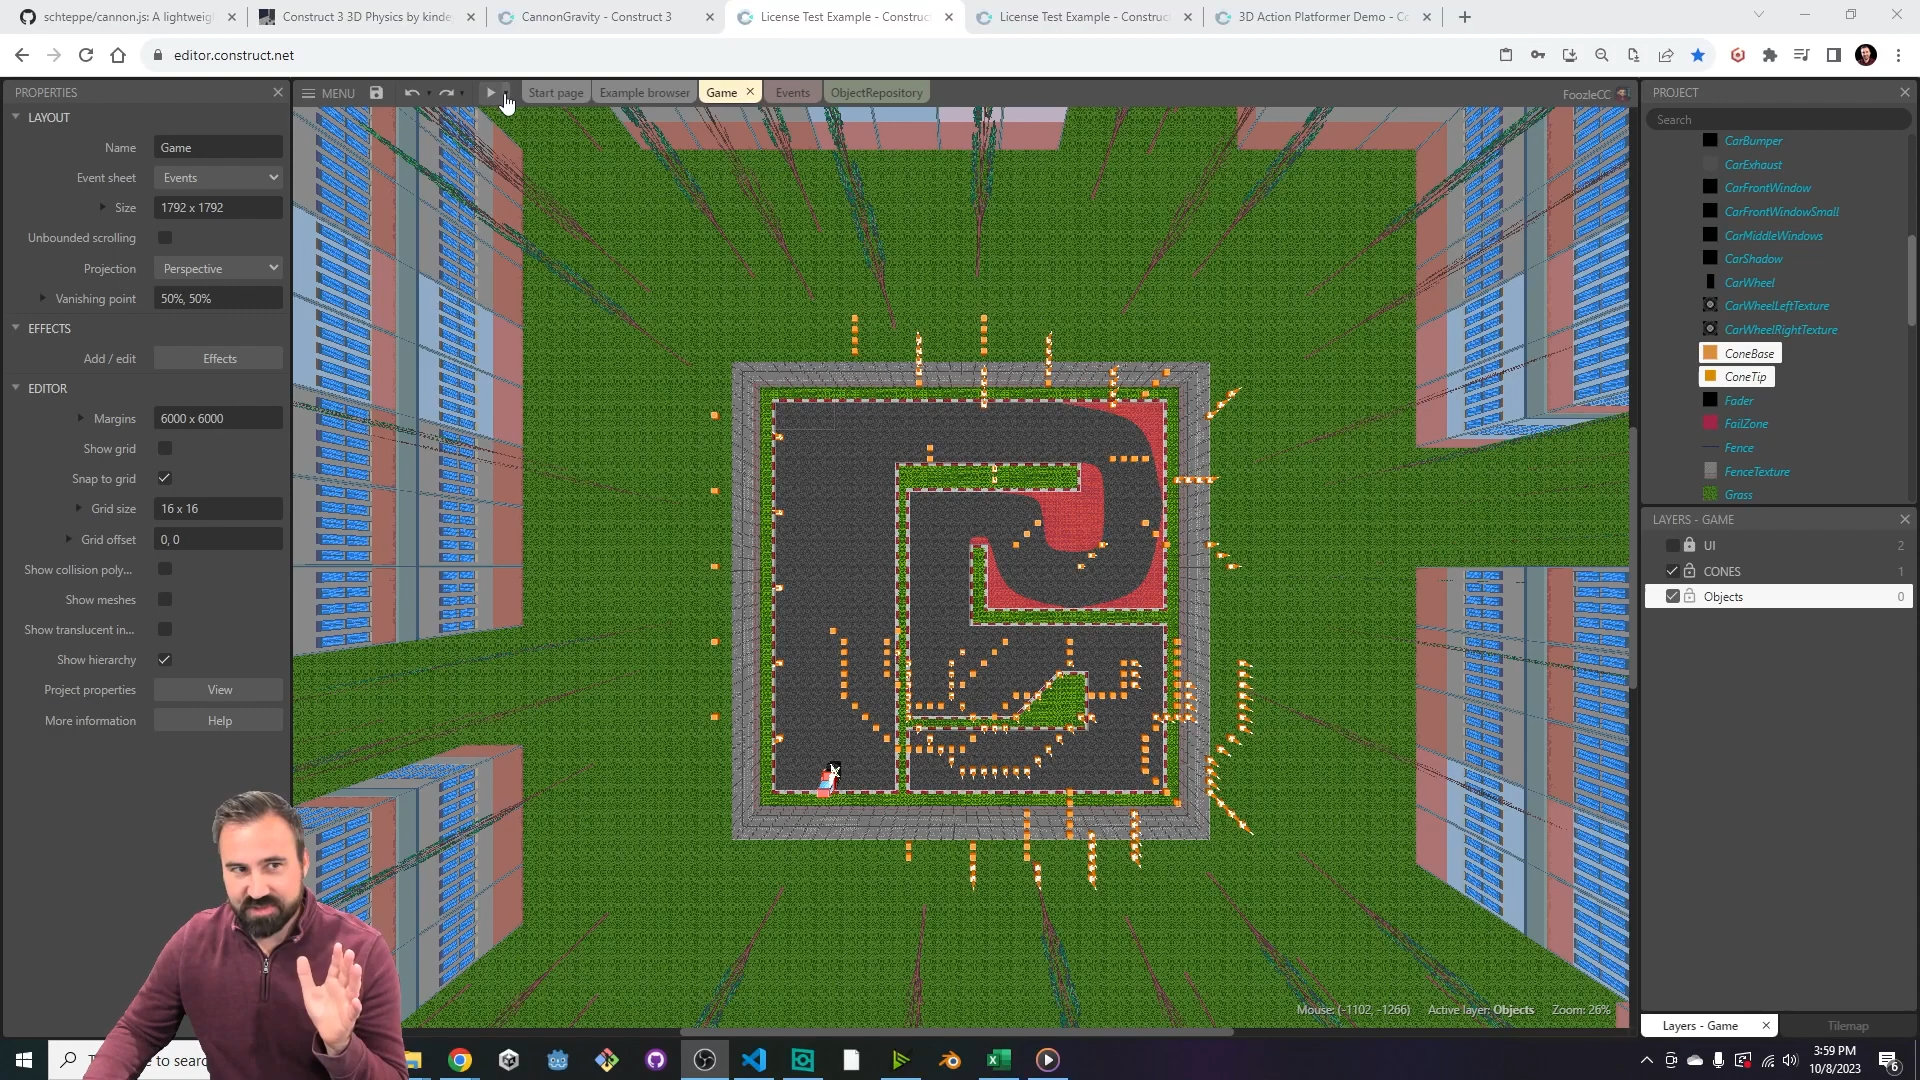 schteppe/cannon.js: A lightweig
Construct 3 3D Physics by kinde
CannonGravity - Construct 3
License Test Example - Construc
License Test Example - Construc
3D Action Platformer Demo - Co
editor.construct.net
PROPERTIES
MENU
Start page
Example browser
Game
Events
ObjectRepository
FoozleCC
PROJECT
LAYOUT
Name
Game
Event sheet
Events
Size
1792 x 1792
Unbounded scrolling
Projection
Perspective
Vanishing point
50%, 50%
EFFECTS
Add / edit
Effects
EDITOR
Margins
6000 x 6000
Show grid
Snap to grid
Grid size
16 x 16
Grid offset
0, 0
Show collision poly...
Show meshes
Show translucent in...
Show hierarchy
Project properties
View
More information
Help
Search
CarBumper
CarExhaust
CarFrontWindow
CarFrontWindowSmall
CarMiddleWindows
CarShadow
CarWheel
CarWheelLeftTexture
CarWheelRightTexture
ConeBase
ConeTip
Fader
FailZone
Fence
FenceTexture
Grass
LAYERS - GAME
UI 2
CONES 1
Objects 0
Mouse: (-1102, -1266) Active layer: Objects Zoom: 26%
Layers - Game
Tilemap
e to searc
3:59 PM
10/8/2023
6